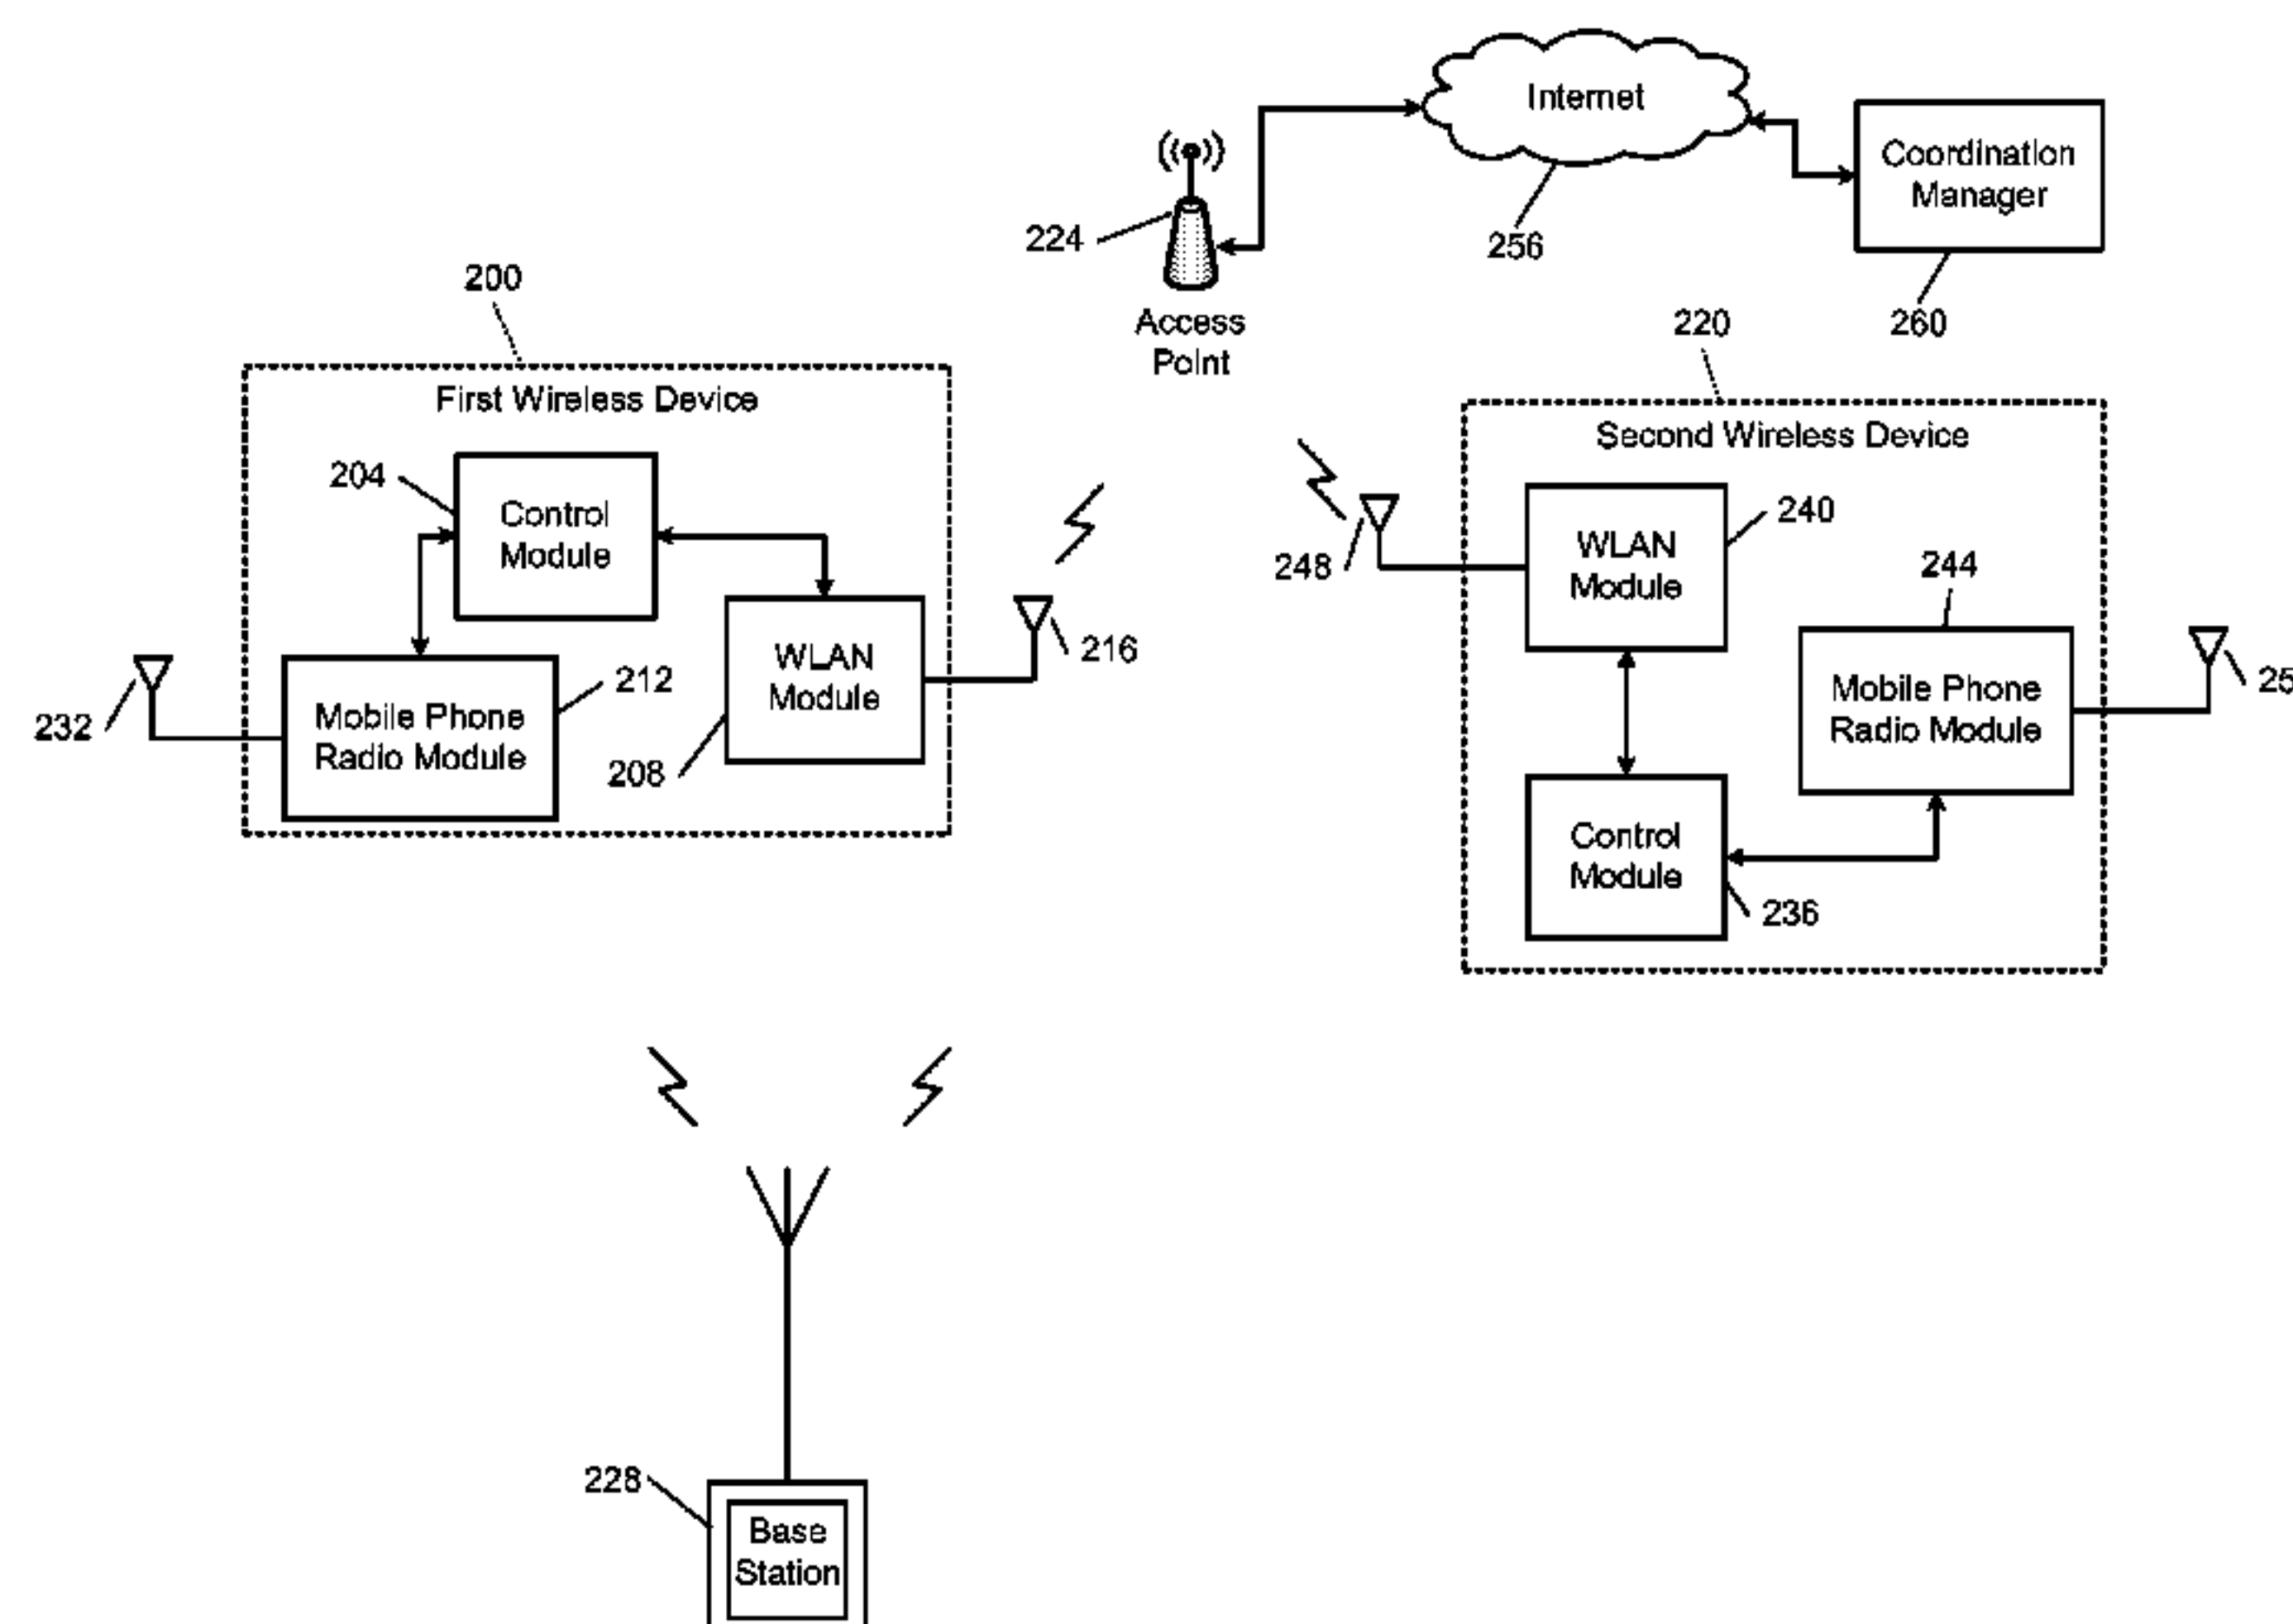 Internet
Coordination
Manager
224
256
260
Access
Point
200
First Wireless Device
204
Control
Module
232
Mobile Phone
Radio Module
212
WLAN
Module
208
216
220
Second Wireless Device
248
WLAN
Module
240
244
Mobile Phone
Radio Module
25
Control
Module
236
228
Base
Station